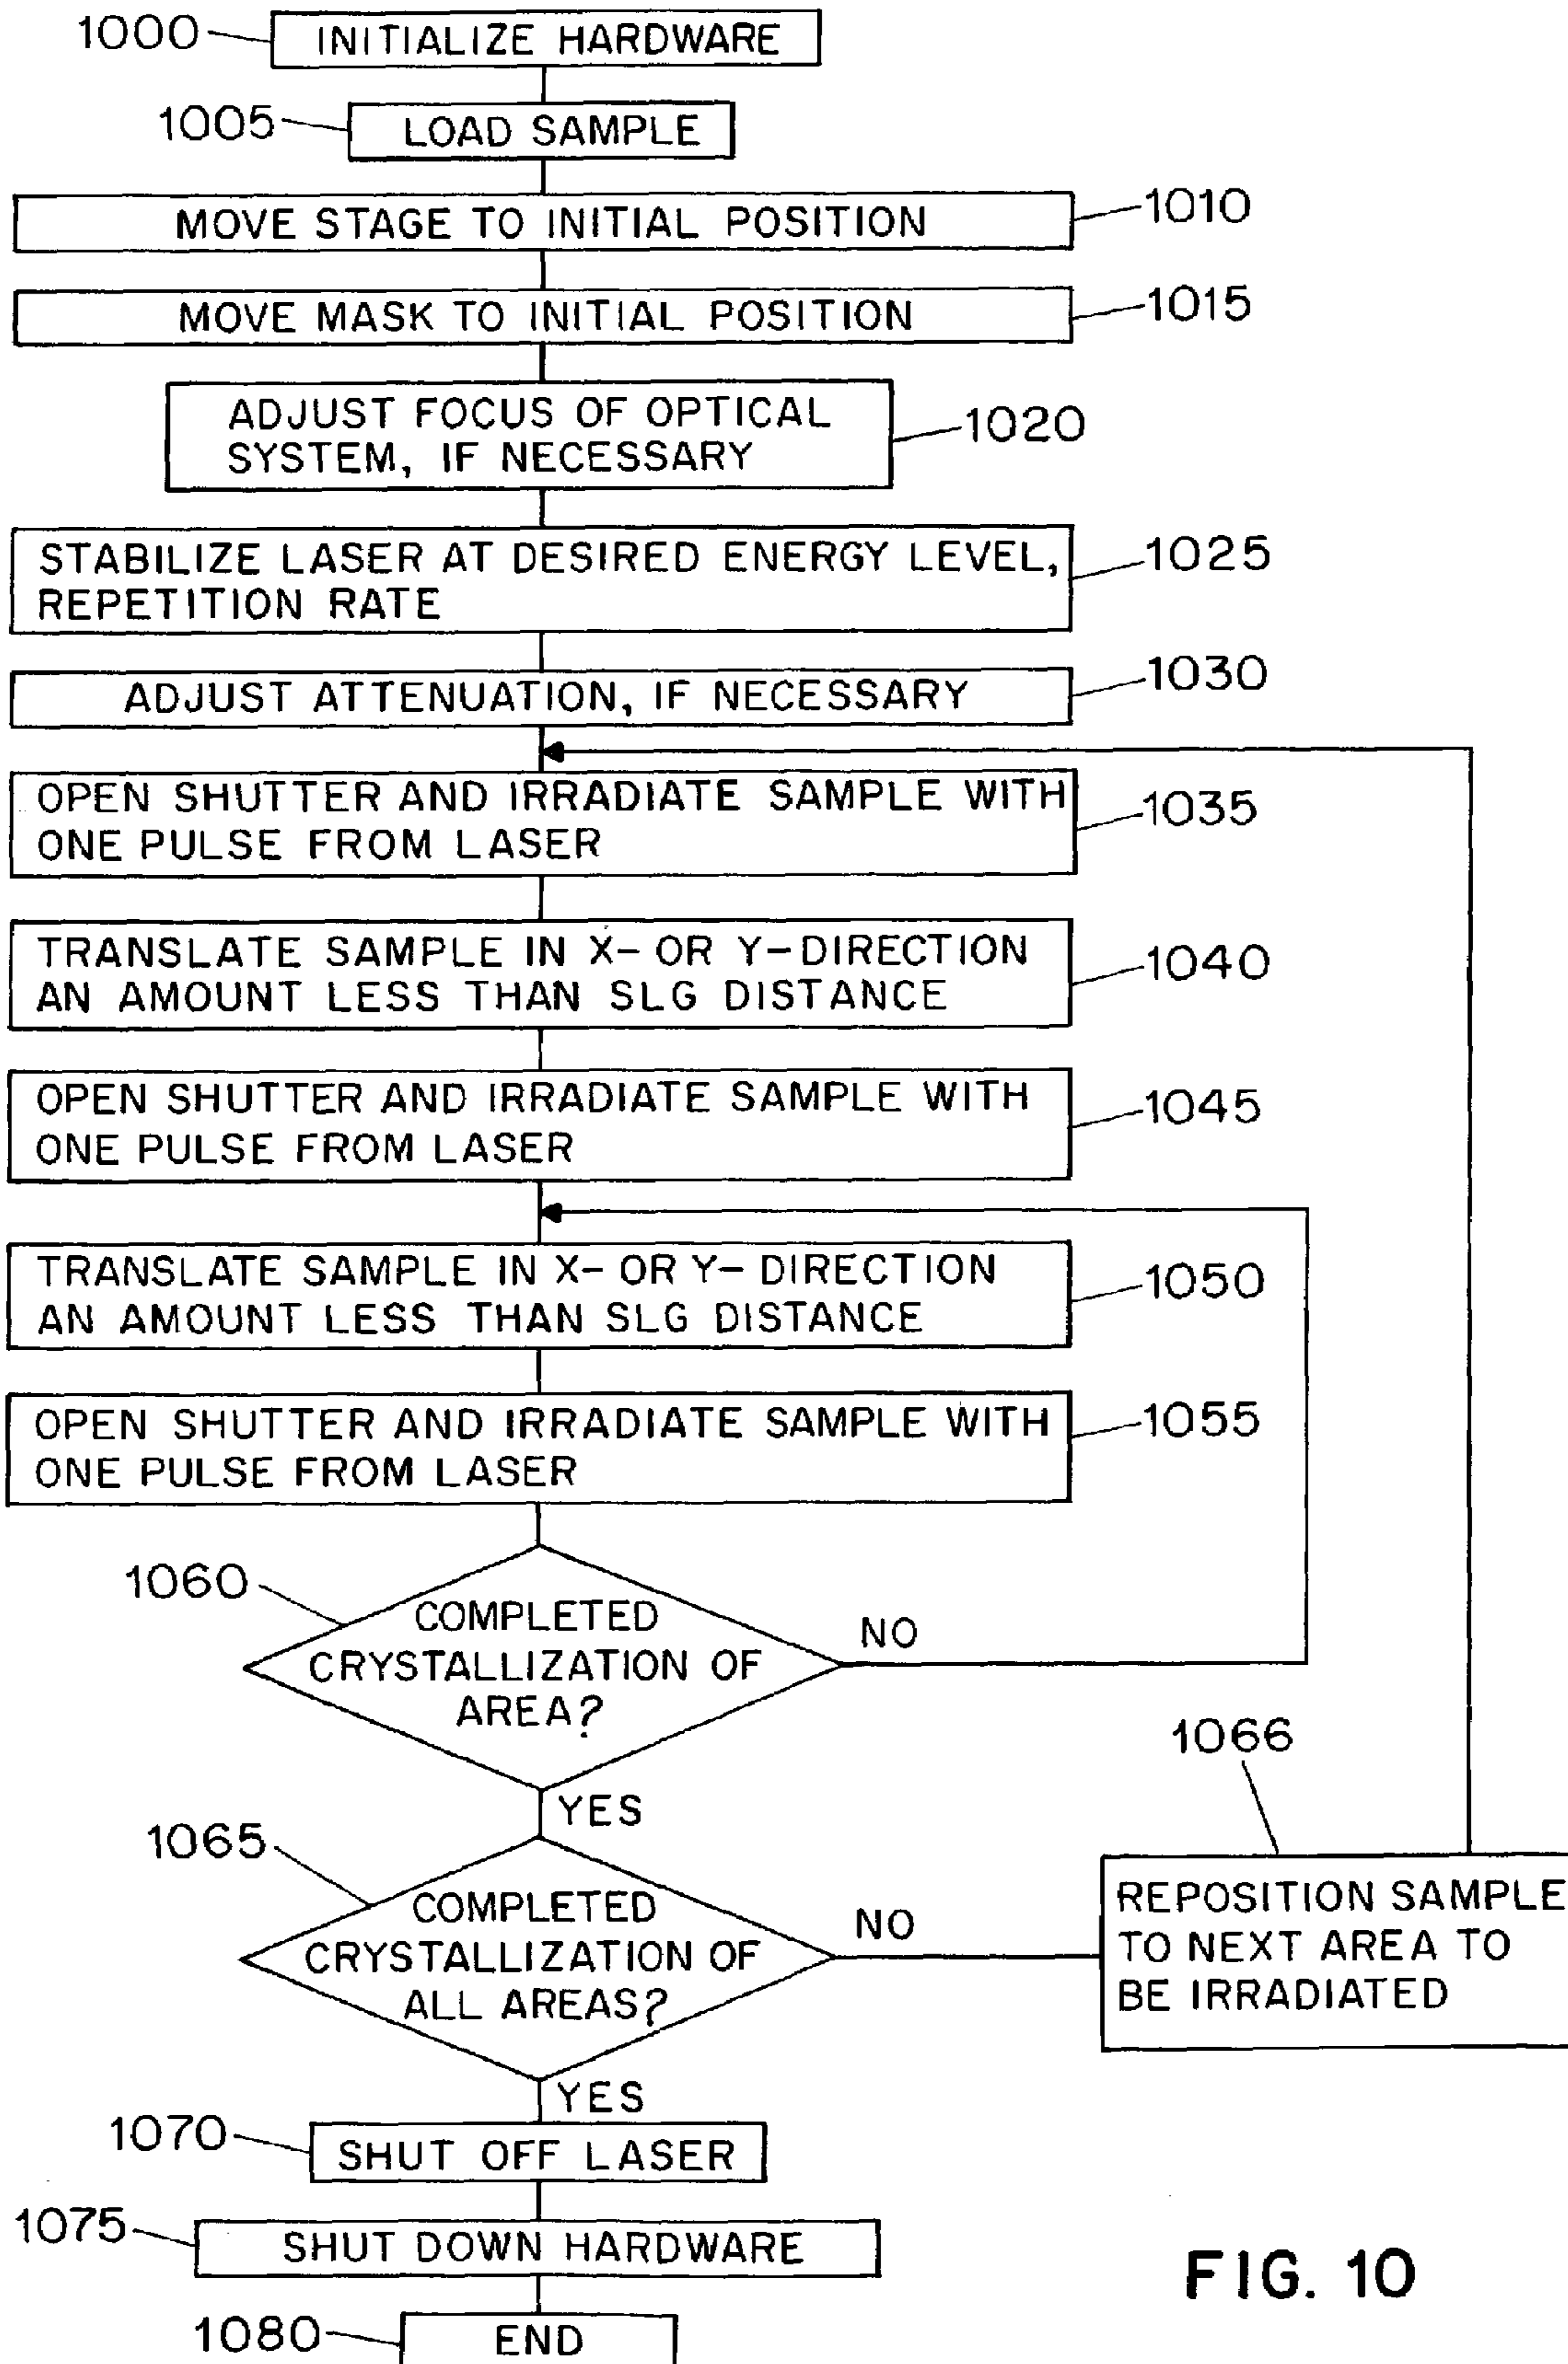 1000
INITIALIZE HARDWARE
1005
LOAD SAMPLE
MOVE STAGE TO INITIAL POSITION
1010
MOVE MASK TO INITIAL POSITION
1015
ADJUST FOCUS OF OPTICAL
SYSTEM, IF NECESSARY
1020
STABILIZE LASER AT DESIRED ENERGY LEVEL,
REPETITION RATE
1025
ADJUST ATTENUATION, IF NECESSARY
1030
OPEN SHUTTER AND IRRADIATE SAMPLE WITH
ONE PULSE FROM LASER
1035
TRANSLATE SAMPLE IN X- OR Y-DIRECTION
AN AMOUNT LESS THAN SLG DISTANCE
1040
OPEN SHUTTER AND IRRADIATE SAMPLE WITH
ONE PULSE FROM LASER
1045
TRANSLATE SAMPLE IN X- OR Y- DIRECTION
AN AMOUNT LESS THAN SLG DISTANCE
1050
OPEN SHUTTER AND IRRADIATE SAMPLE WITH
ONE PULSE FROM LASER
1055
1060
COMPLETED
CRYSTALLIZATION OF
AREA?
NO
YES
1065
COMPLETED
CRYSTALLIZATION OF
ALL AREAS?
NO
1066
REPOSITION SAMPLE
TO NEXT AREA TO
BE IRRADIATED
YES
1070
SHUT OFF LASER
1075
SHUT DOWN HARDWARE
1080
END
FIG. 10